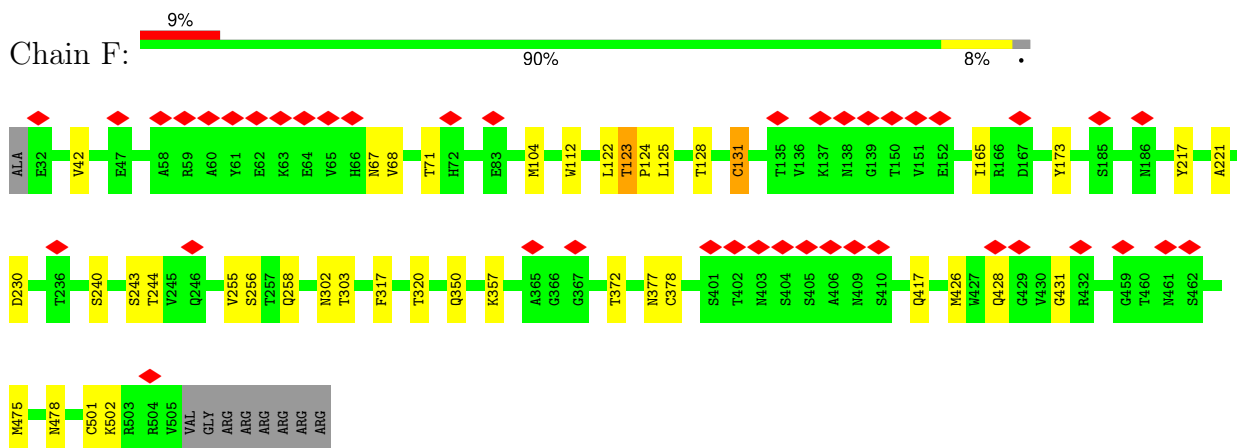 9%
Chain F:
90% 8% •
ALA E32 V42 E47 A58 R59 A60 Y61 E62 K63 E64 V65 H66 N67 V68 T71 H72 E83 M104 W112 L122 T123 P124 L125 T128 C131 T135 V136 K137 N138 G139 T150 V151 E152 I165 R166 D167 Y173 S185 N186 Y217 A221
D230 T236 S240 S243 T244 V245 Q246 V255 S256 T257 Q258 N302 T303 F317 T320 Q350 K357 A365 G366 G367 T372 N377 C378 S401 T402 N403 S404 S405 A406 N409 S410 Q417 M426 W427 Q428 G429 V430 G431 R432 G459 T460 N461 S462
M475 N478 C501 K502 R503 R504 V505 VAL GLY ARG ARG ARG ARG ARG ARG